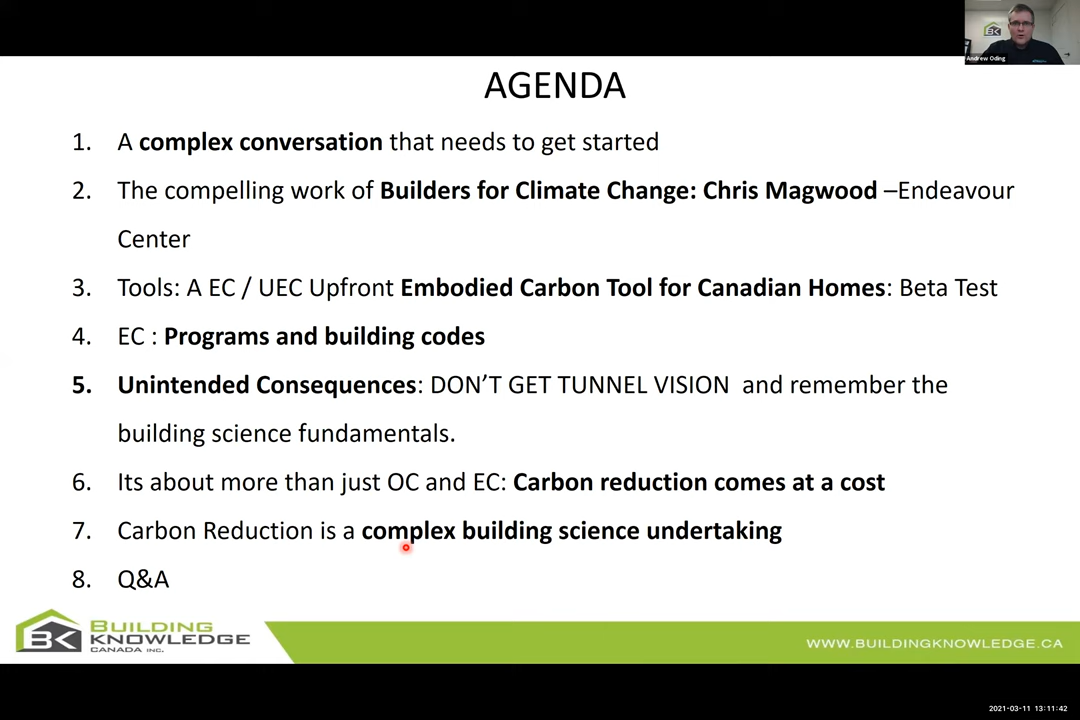 BK
Andrew Oding
AGENDA
1. A complex conversation that needs to get started
2. The compelling work of Builders for Climate Change: Chris Magwood –Endeavour
Center
3. Tools: A EC / UEC Upfront Embodied Carbon Tool for Canadian Homes: Beta Test
4. EC : Programs and building codes
5. Unintended Consequences: DON’T GET TUNNEL VISION and remember the
building science fundamentals.
6. Its about more than just OC and EC: Carbon reduction comes at a cost
7. Carbon Reduction is a complex building science undertaking
8. Q&A
BK
BUILDING
KNOWLEDGE
CANADA INC.
WWW.BUILDINGKNOWLEDGE.CA
2021-03-11 13:11:42